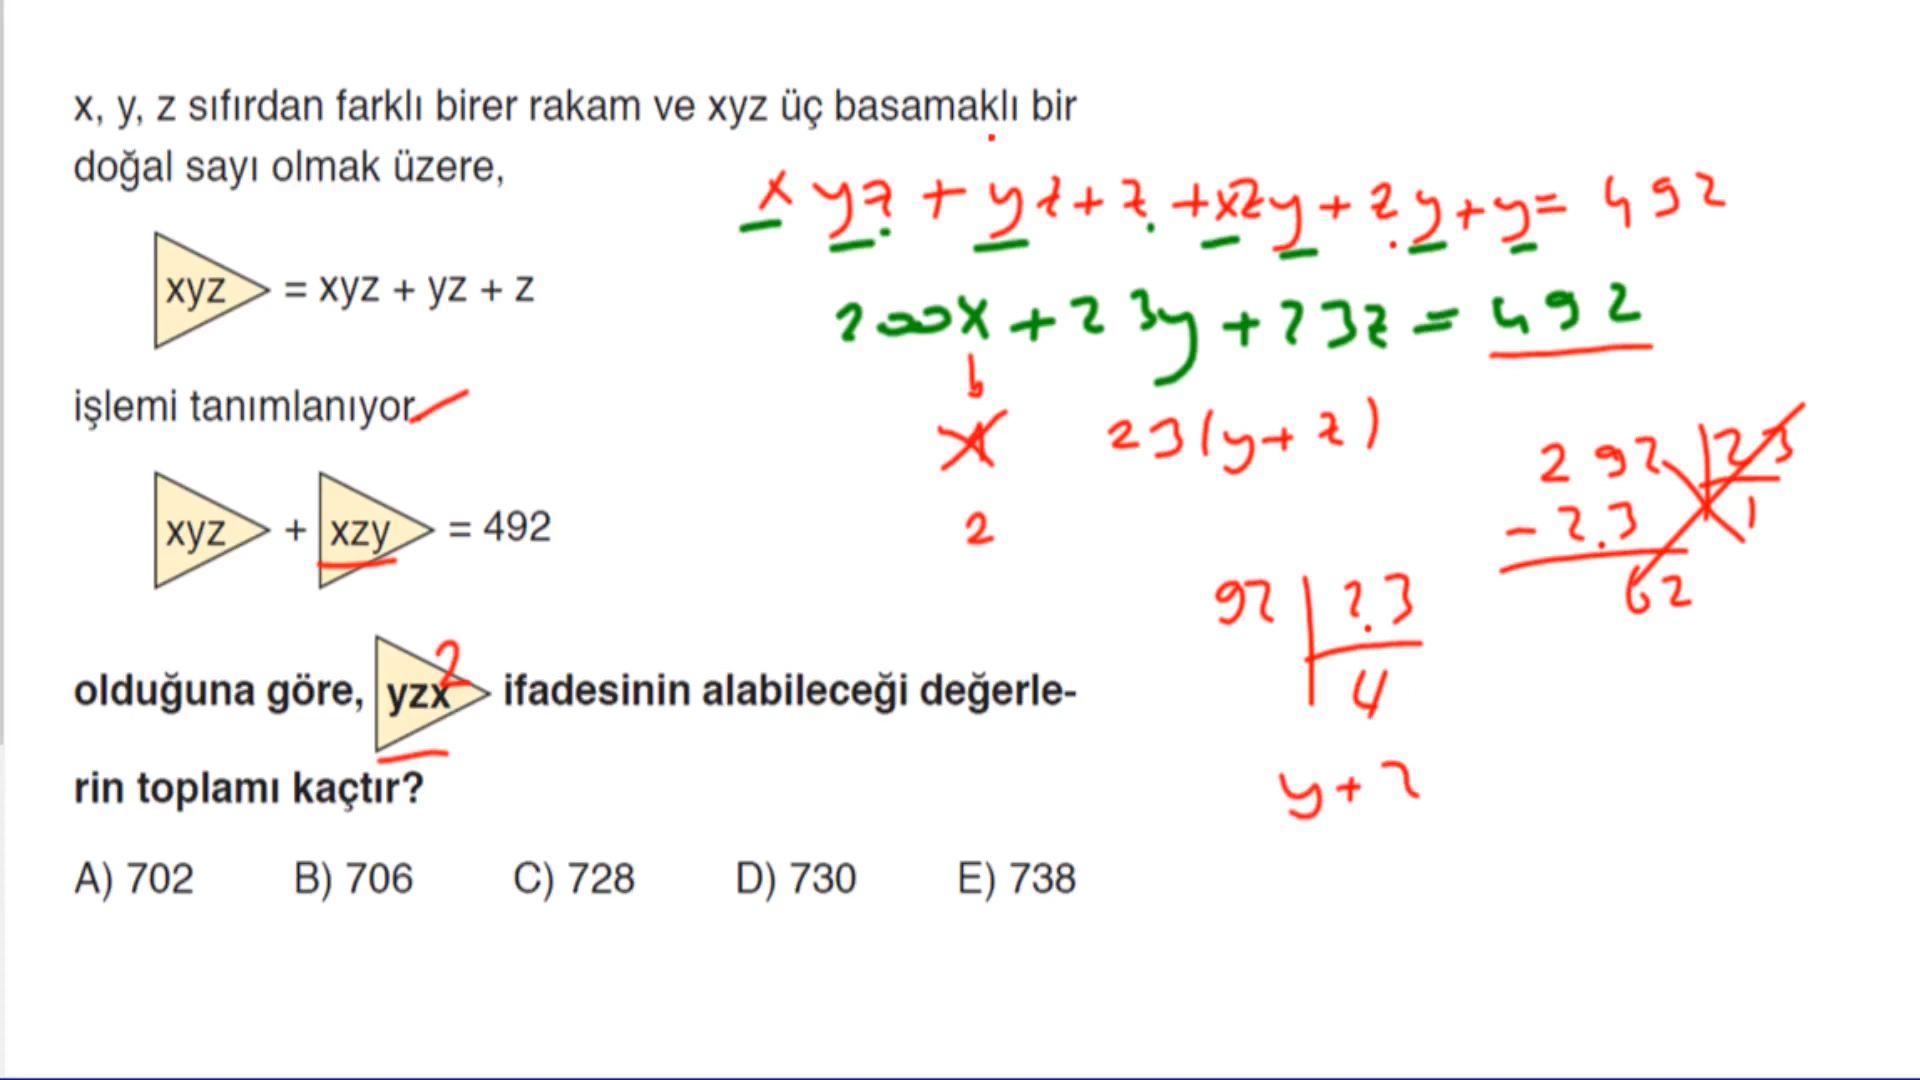 x, y, z sıfırdan farklı birer rakam ve xyz üç basamaklı bir
doğal sayı olmak üzere,
xyz + yz + z + xzy + zy + y = 492
xyz = xyz + yz + z
200x + 23y + 23z = 492
işlemi tanımlanıyor.
1 23(y + z)
2
292 23
- 23 1
62
xyz + xzy = 492
92 23
4
2
olduğuna göre, yzx ifadesinin alabileceği değerle-
y + z
rin toplamı kaçtır?
A) 702 B) 706 C) 728 D) 730 E) 738